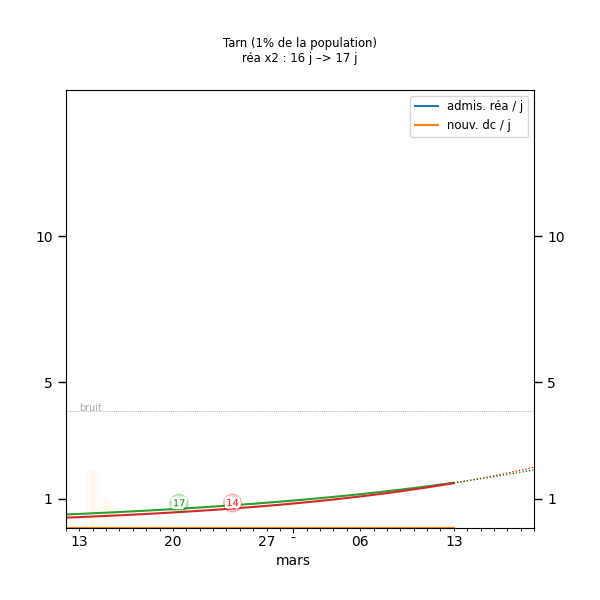 Tarn (1% de la population)
réa x2 : 16 j –> 17 j
admis. réa / j
nouv. dc / j
10 10
5 5
bruit
17 14
1 1
13 20 27 - 06 13
mars